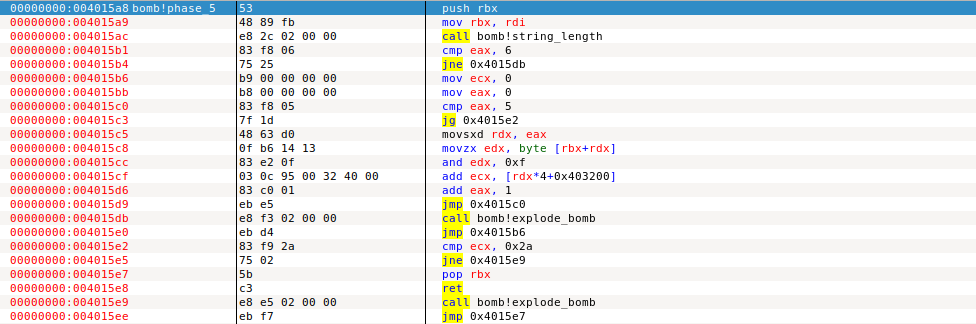 00000000:004015a8 bomb!phase_5 53 push rbx
00000000:004015a9 48 89 fb mov rbx, rdi
00000000:004015ac e8 2c 02 00 00 call bomb!string_length
00000000:004015b1 83 f8 06 cmp eax, 6
00000000:004015b4 75 25 jne 0x4015db
00000000:004015b6 b9 00 00 00 00 mov ecx, 0
00000000:004015bb b8 00 00 00 00 mov eax, 0
00000000:004015c0 83 f8 05 cmp eax, 5
00000000:004015c3 7f 1d jg 0x4015e2
00000000:004015c5 48 63 d0 movsxd rdx, eax
00000000:004015c8 0f b6 14 13 movzx edx, byte [rbx+rdx]
00000000:004015cc 83 e2 0f and edx, 0xf
00000000:004015cf 03 0c 95 00 32 40 00 add ecx, [rdx*4+0x403200]
00000000:004015d6 83 c0 01 add eax, 1
00000000:004015d9 eb e5 jmp 0x4015c0
00000000:004015db e8 f3 02 00 00 call bomb!explode_bomb
00000000:004015e0 eb d4 jmp 0x4015b6
00000000:004015e2 83 f9 2a cmp ecx, 0x2a
00000000:004015e5 75 02 jne 0x4015e9
00000000:004015e7 5b pop rbx
00000000:004015e8 c3 ret
00000000:004015e9 e8 e5 02 00 00 call bomb!explode_bomb
00000000:004015ee eb f7 jmp 0x4015e7